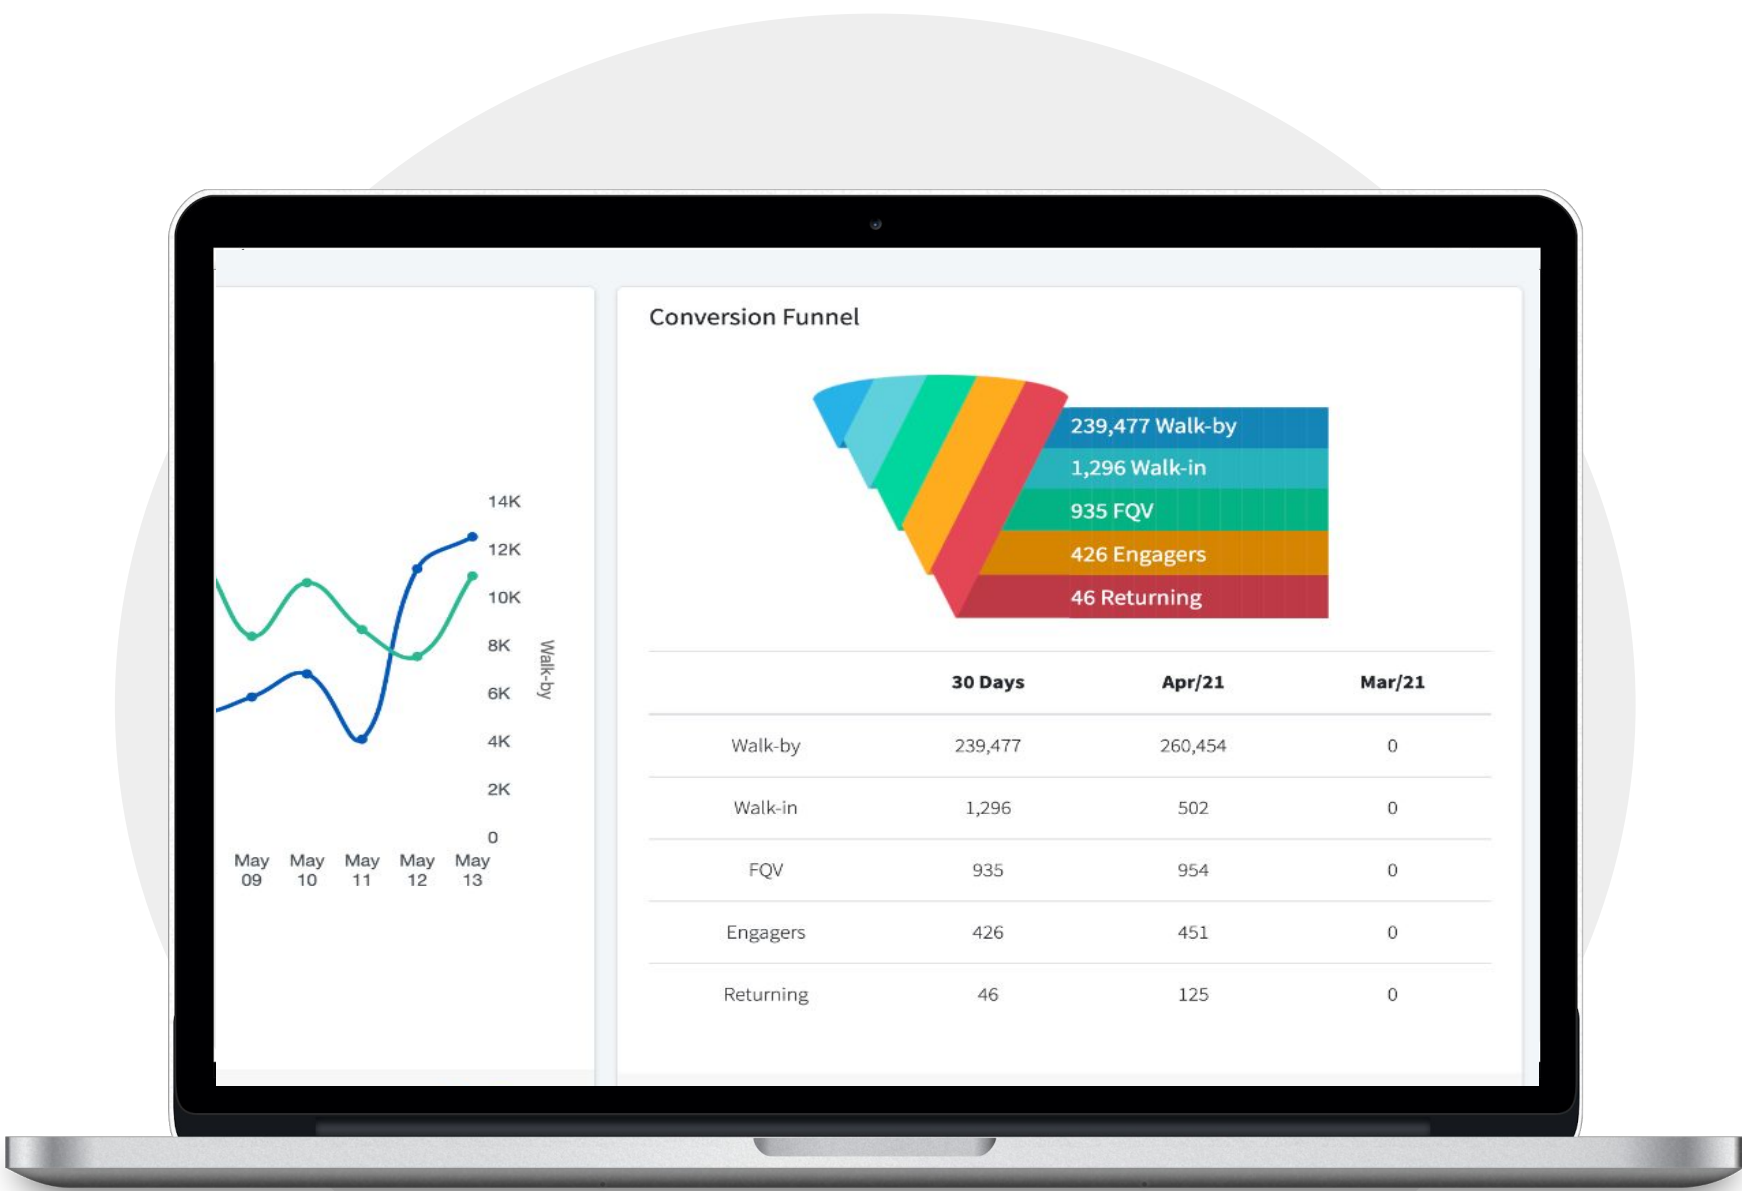 14K
12K
10K
8K
6K
4K
2K
0
Walk-by
May May May May May
09 10 11 12 13
Conversion Funnel
239,477 Walk-by
1,296 Walk-in
935 FQV
426 Engagers
46 Returning
30 Days Apr/21 Mar/21
Walk-by 239,477 260,454 0
Walk-in 1,296 502 0
FQV 935 954 0
Engagers 426 451 0
Returning 46 125 0